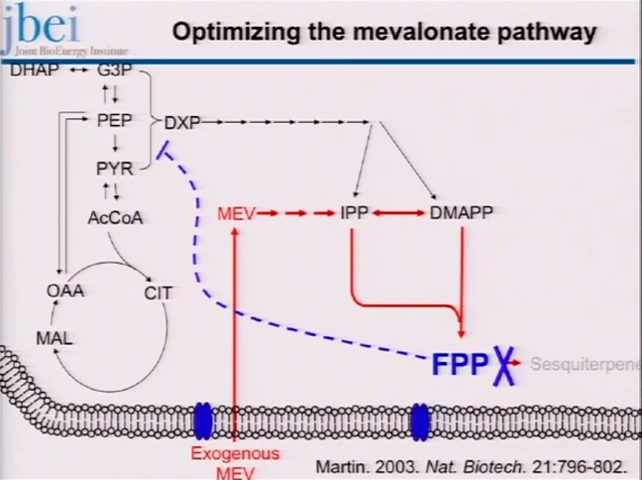 jbei
Joint BioEnergy Institute
Optimizing the mevalonate pathway
DHAP
G3P
PEP
DXP
PYR
AcCoA
MEV
IPP
DMAPP
OAA
CIT
MAL
FPP
Sesquiterpene
Exogenous
MEV
Martin. 2003. Nat. Biotech. 21:796-802.